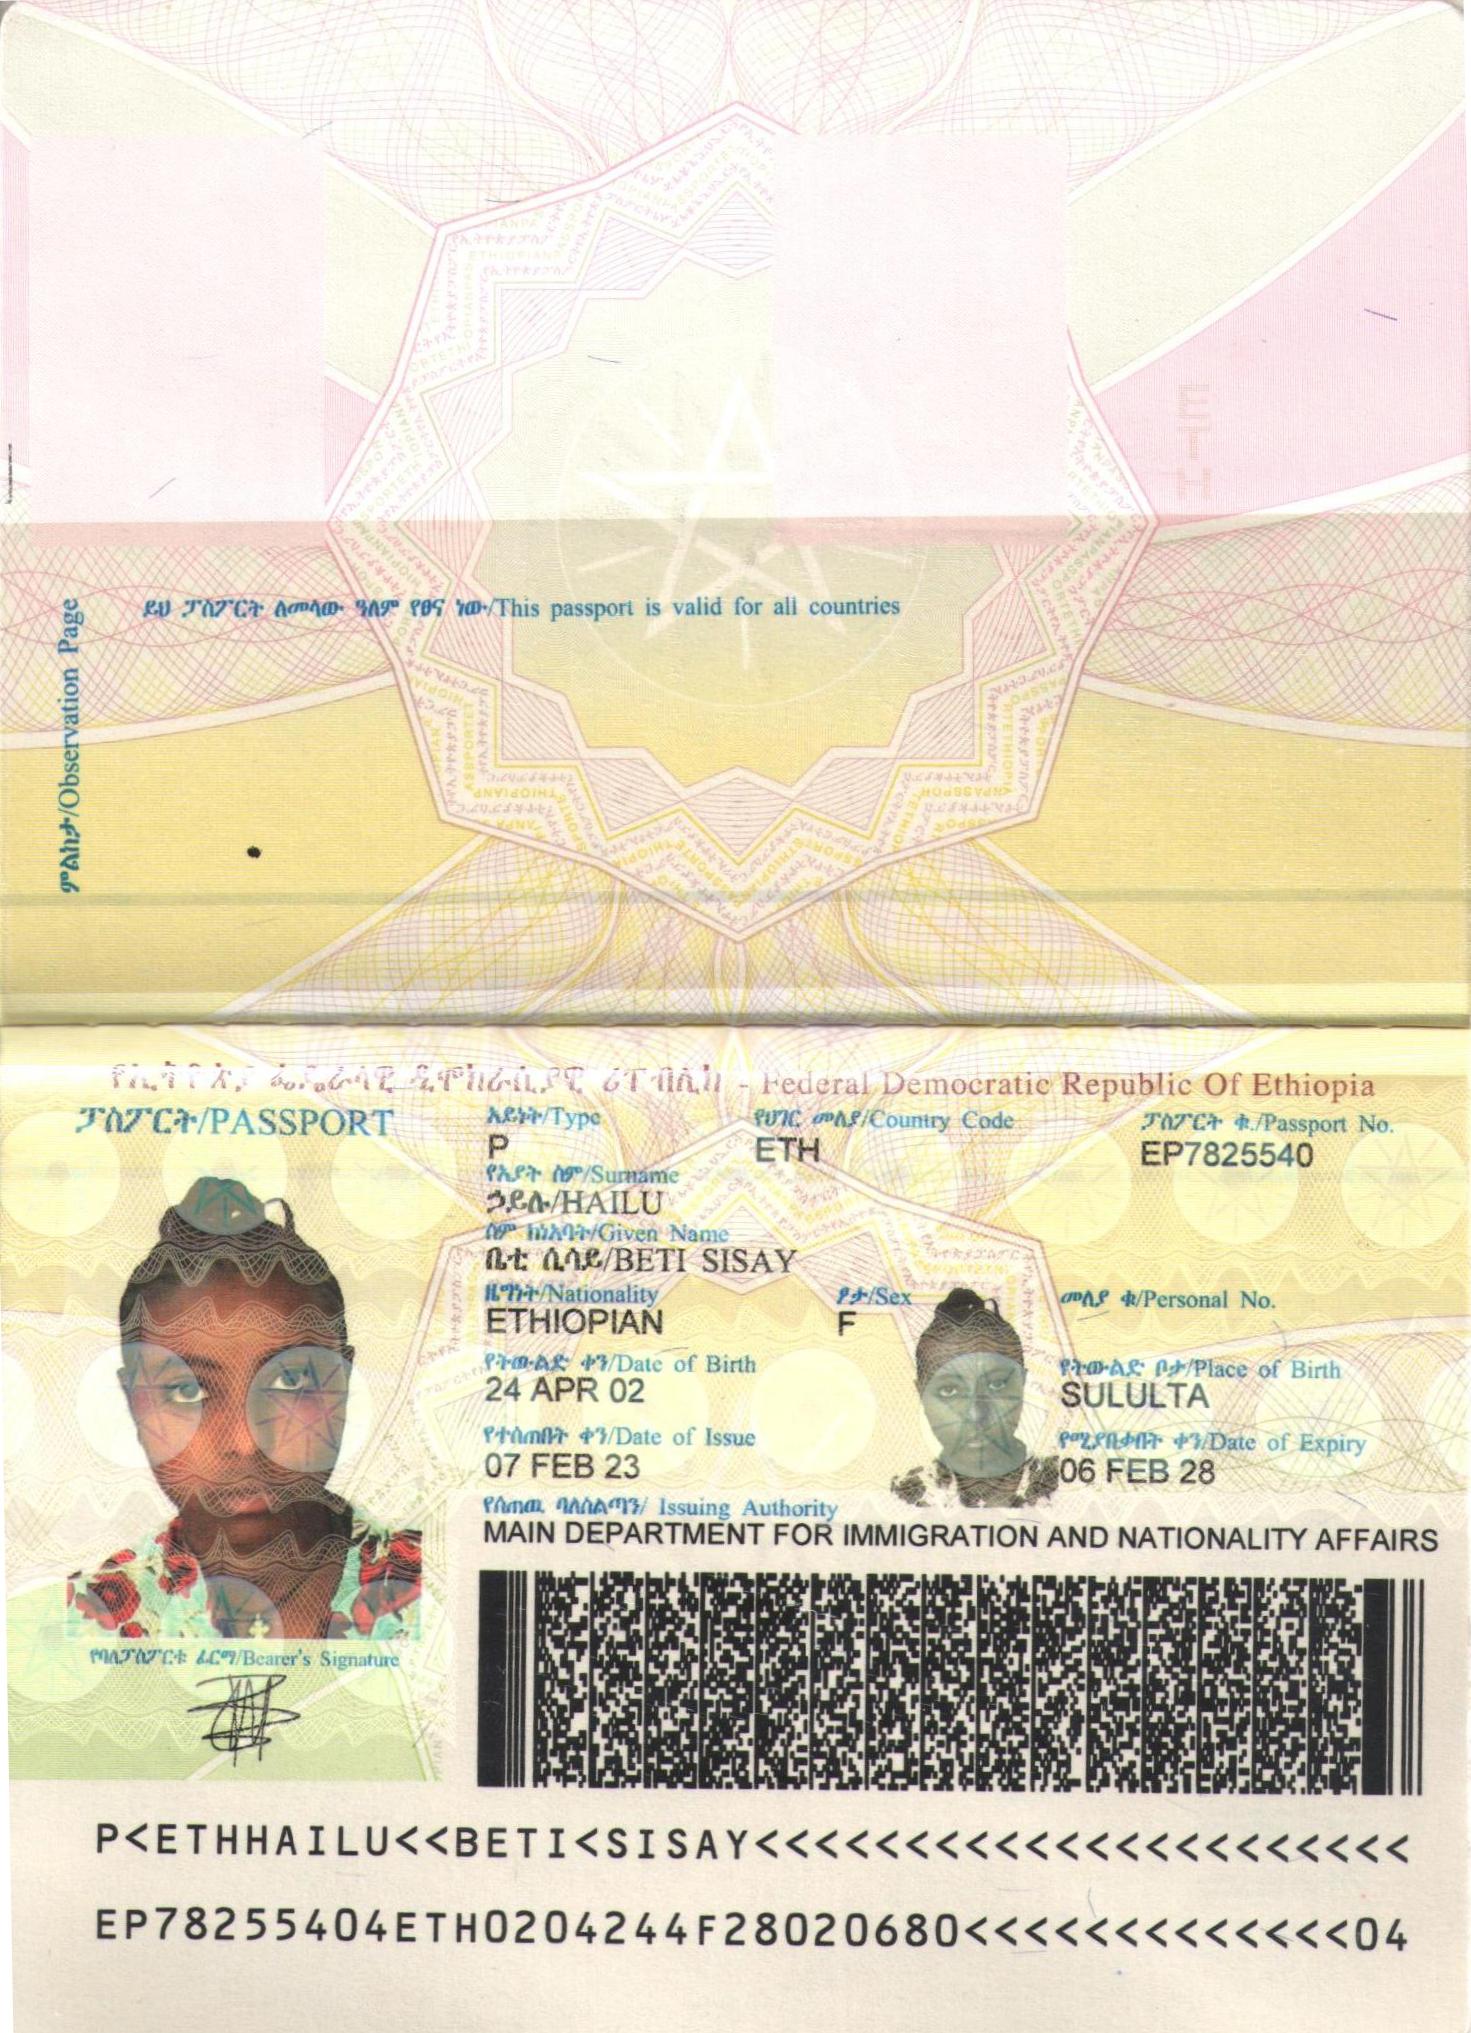 ይህ ፓስፖርት ለመላው ዓለም የፀና ነው/This passport is valid for all countries
ምልከታ/Observation Page
የኢትዮጵያ ፌዴራላዊ ዲሞክራሲያዊ ሪፐብሊክ - Federal Democratic Republic Of Ethiopia
ፓስፖርት/PASSPORT
አይነት/Type
የሀገር መለያ/Country Code
ፓስፖርት ቁ./Passport No.
P
ETH
EP7825540
የአያት ስም/Surname
ኃይሉ/HAILU
ስም ከነአባት/Given Name
ቤቲ ሲሳይ/BETI SISAY
ዜግነት/Nationality
ፆታ/Sex
መለያ ቁ/Personal No.
ETHIOPIAN
F
የትውልድ ቀን/Date of Birth
የትውልድ ቦታ/Place of Birth
24 APR 02
SULULTA
የተሰጠበት ቀን/Date of Issue
የሚያበቃበት ቀን/Date of Expiry
07 FEB 23
06 FEB 28
የሰጠዉ ባለስልጣን/ Issuing Authority
MAIN DEPARTMENT FOR IMMIGRATION AND NATIONALITY AFFAIRS
የባለፓስፖርቱ ፊርማ/Bearer's Signature
P<ETHHAILU<<BETI<SISAY<<<<<<<<<<<<<<<<<<<<<<
EP78255404ETH0204244F28020680<<<<<<<<<<<<<04